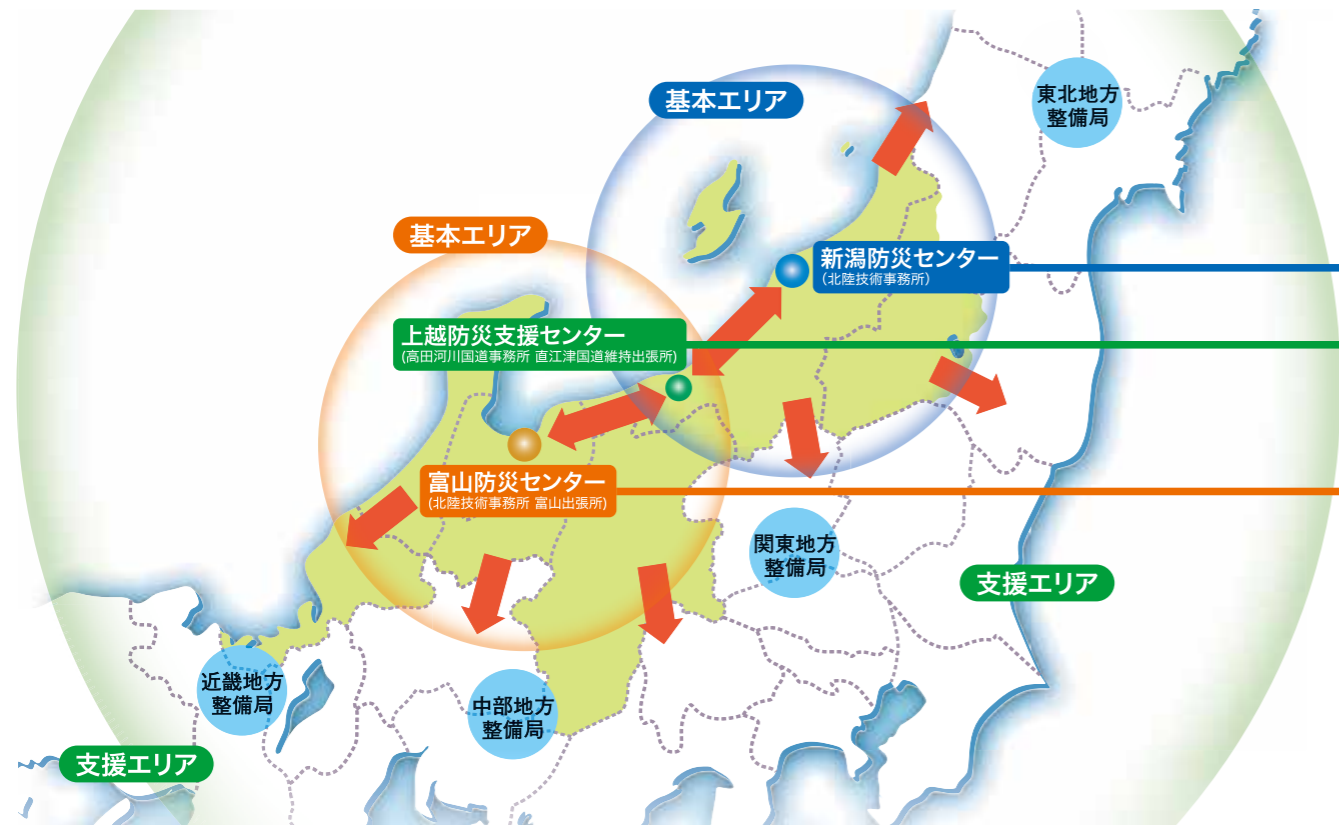 基本エリア
東北地方
整備局
基本エリア
新潟防災センター
(北陸技術事務所)
上越防災支援センター
(高田河川国道事務所 直江津国道維持出張所)
富山防災センター
(北陸技術事務所 富山出張所)
関東地方
整備局
支援エリア
近畿地方
整備局
中部地方
整備局
支援エリア